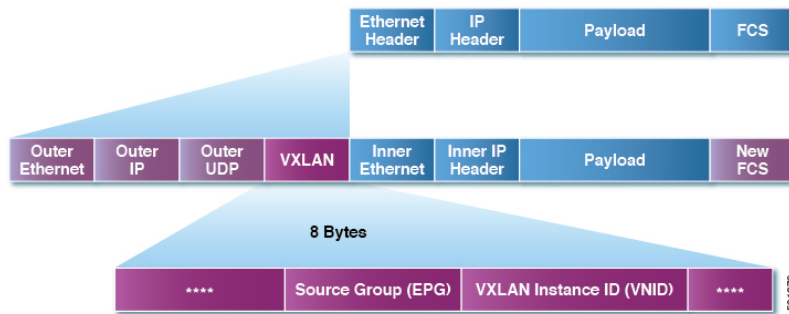 Ethernet Header
IP Header
Payload
FCS
Outer Ethernet
Outer IP
Outer UDP
VXLAN
Inner Ethernet
Inner IP Header
Payload
New FCS
8 Bytes
****
Source Group (EPG)
VXLAN Instance ID (VNID)
****